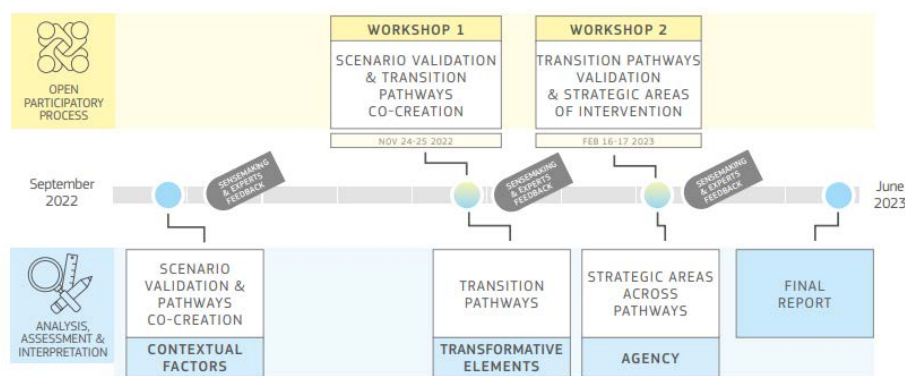 OPEN
PARTICIPATORY
PROCESS
WORKSHOP 1
SCENARIO VALIDATION
& TRANSITION
PATHWAYS
CO-CREATION
NOV 24-25 2022
WORKSHOP 2
TRANSITION PATHWAYS
VALIDATION
& STRATEGIC AREAS
OF INTERVENTION
FEB 16-17 2023
September
2022
SENSEMAKING
& EXPERTS
FEEDBACK
SENSEMAKING
& EXPERTS
FEEDBACK
SENSEMAKING
& EXPERTS
FEEDBACK
June
2023
ANALYSIS,
ASSESSMENT &
INTERPRETATION
SCENARIO
VALIDATION &
PATHWAYS
CO-CREATION
CONTEXTUAL
FACTORS
TRANSITION
PATHWAYS
TRANSFORMATIVE
ELEMENTS
STRATEGIC AREAS
ACROSS
PATHWAYS
AGENCY
FINAL
REPORT